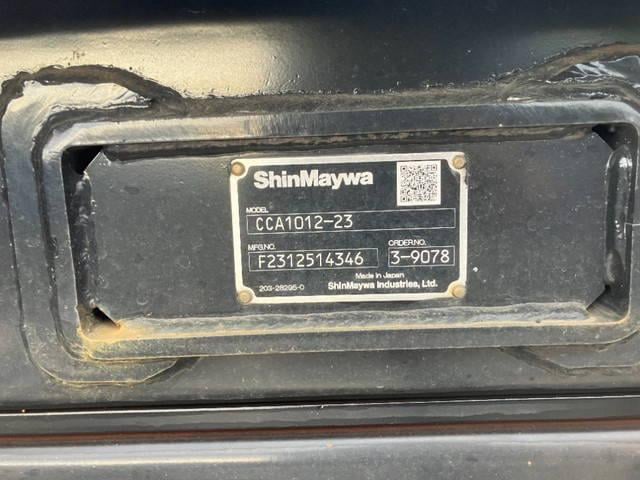 ShinMaywa
MODEL
CCA1012-23
MFG.NO. ORDER.NO.
F2312514346 3-9078
Made in Japan
203-28295-0 ShinMaywa Industries, Ltd.